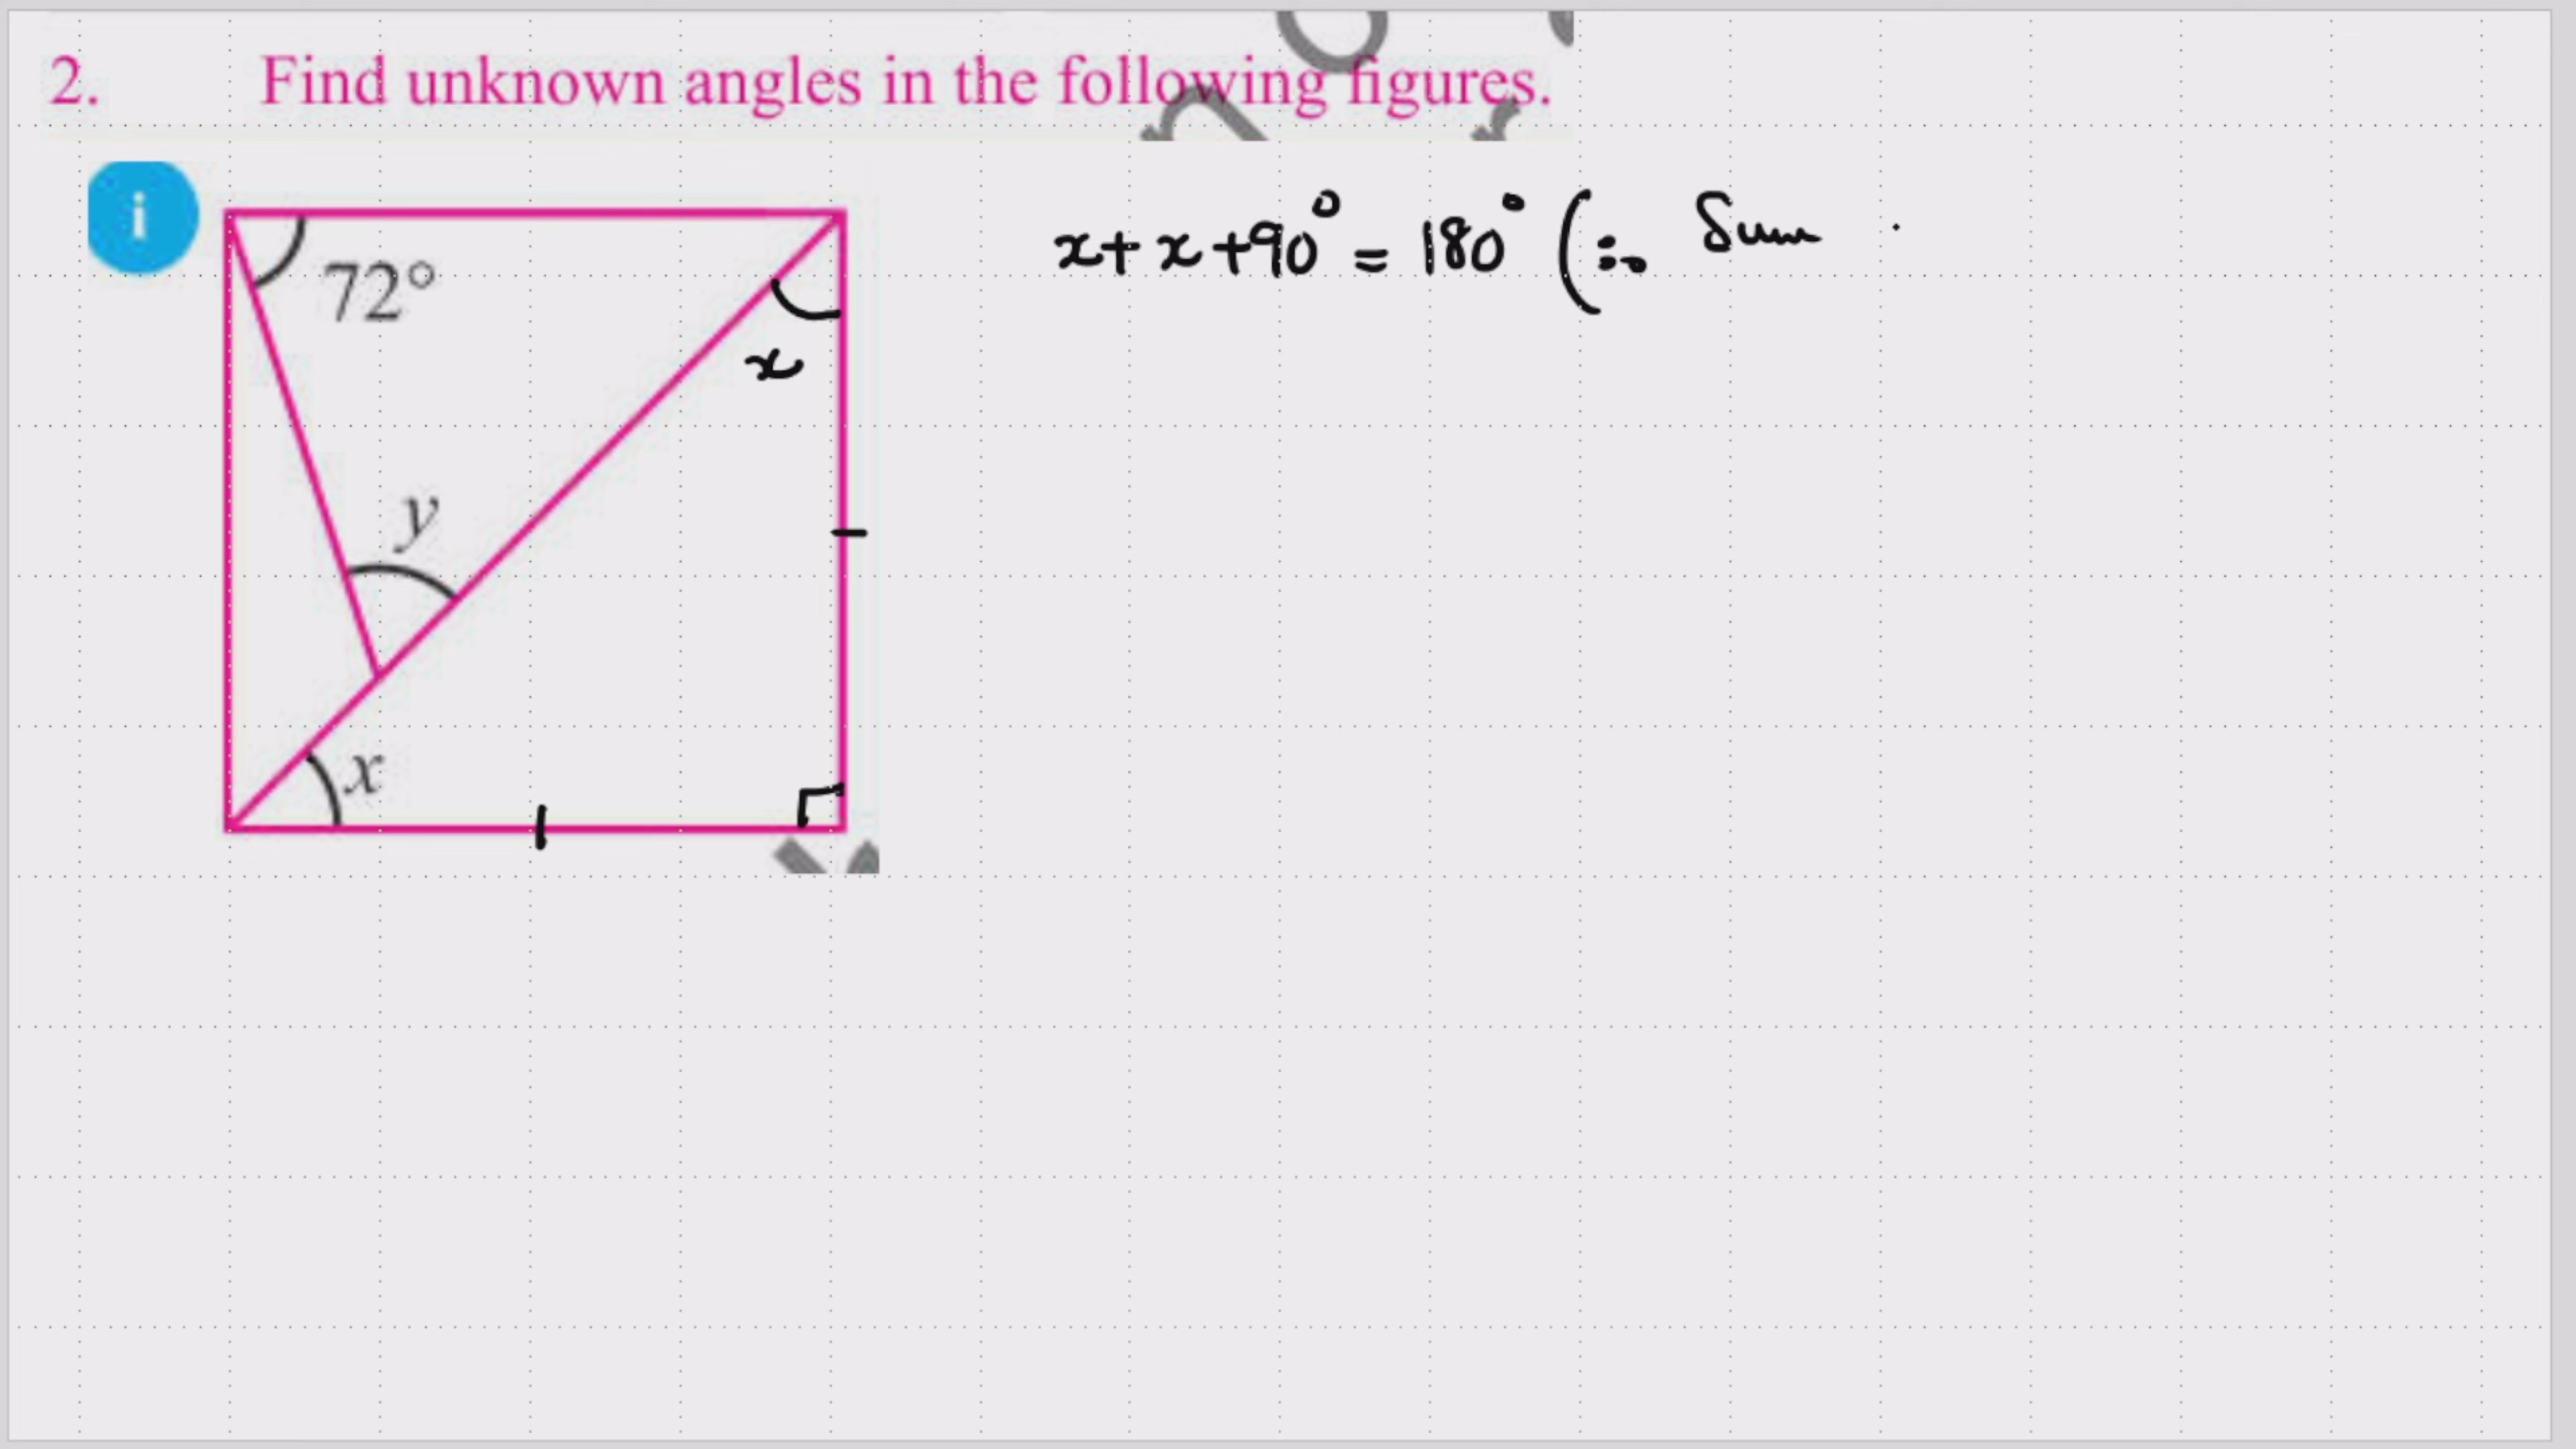 2. Find unknown angles in the following figures.
i
x+x+90°=180° (∵ Sum
72°
x
y
x